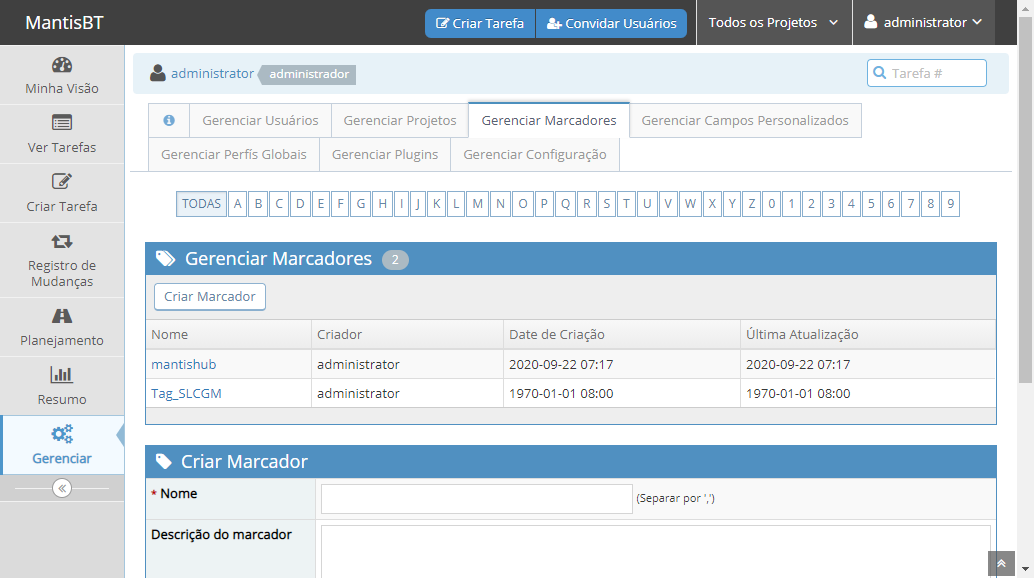 MantisBT
Criar Tarefa
Convidar Usuários
Todos os Projetos
administrator
Minha Visão
Ver Tarefas
Criar Tarefa
Registro de
Mudanças
Planejamento
Resumo
Gerenciar
administrator administrador
Tarefa #
Gerenciar Usuários Gerenciar Projetos Gerenciar Marcadores Gerenciar Campos Personalizados
Gerenciar Perfís Globais Gerenciar Plugins Gerenciar Configuração
TODAS A B C D E F G H I J K L M N O P Q R S T U V W X Y Z 0 1 2 3 4 5 6 7 8 9
Gerenciar Marcadores 2
Criar Marcador
Nome Criador Data de Criação Última Atualização
mantishub administrator 2020-09-22 07:17 2020-09-22 07:17
Tag_SLCGM administrator 1970-01-01 08:00 1970-01-01 08:00
Criar Marcador
* Nome (Separar por ',')
Descrição do marcador